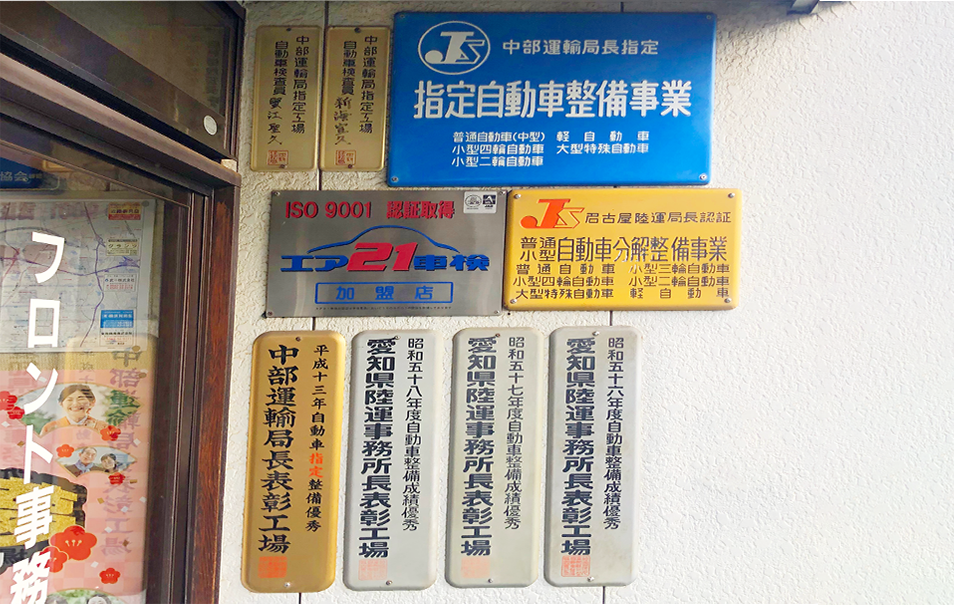 中部運輸局指定工場
自動車検査員
中部運輸局指定工場
自動車検査員
JS
中部運輸局長指定
指定自動車整備事業
普通自動車(中型) 軽自動車
小型四輪自動車 大型特殊自動車
小型二輪自動車
ISO 9001 認証取得
エア21車検
加盟店
JS 名古屋陸運局長認証
普通
小型 自動車分解整備事業
普通自動車 小型三輪自動車
小型四輪自動車 小型二輪自動車
大型特殊自動車 軽自動車
平成十三年自動車指定整備優秀
中部運輸局長表彰工場
昭和五十八年度自動車整備成績優秀
愛知県陸運事務所長表彰工場
昭和五十七年度自動車整備成績優秀
愛知県陸運事務所長表彰工場
昭和五十六年度自動車整備成績優秀
愛知県陸運事務所長表彰工場
フロント事務
協会